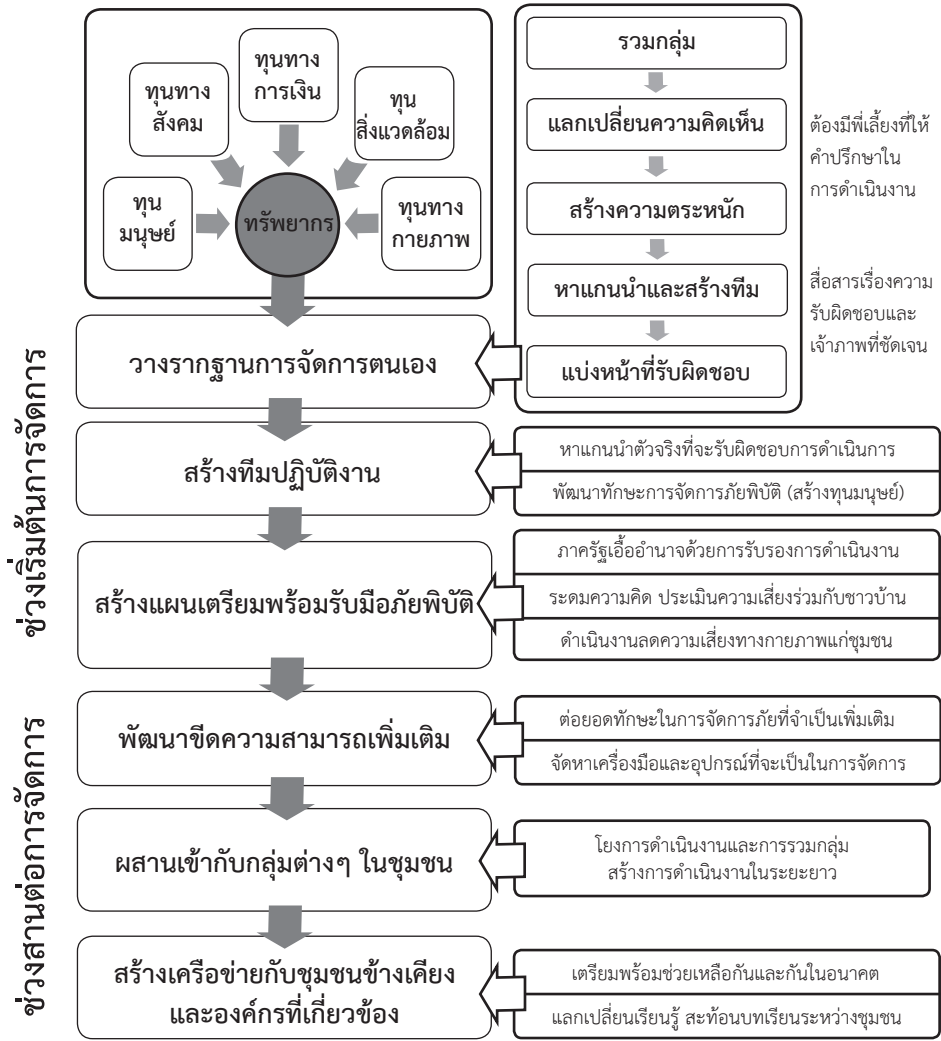 ทุนทาง
การเงิน
ทุนทาง
สังคม
ทุน
สิ่งแวดล้อม
ทุน
มนุษย์
ทรัพยากร
ทุนทาง
กายภาพ
รวมกลุ่ม
แลกเปลี่ยนความคิดเห็น
สร้างความตระหนัก
หาแกนนำและสร้างทีม
แบ่งหน้าที่รับผิดชอบ
ต้องมีพี่เลี้ยงที่ให้
คำปรึกษาใน
การดำเนินงาน
สื่อสารเรื่องความ
รับผิดชอบและ
เจ้าภาพที่ชัดเจน
ช่วงเริ่มต้นการจัดการ
วางรากฐานการจัดการตนเอง
สร้างทีมปฏิบัติงาน
หาแกนนำตัวจริงที่จะรับผิดชอบการดำเนินการ
พัฒนาทักษะการจัดการภัยพิบัติ (สร้างทุนมนุษย์)
สร้างแผนเตรียมพร้อมรับมือภัยพิบัติ
ภาครัฐเอื้ออำนาจด้วยการรับรองการดำเนินงาน
ระดมความคิด ประเมินความเสี่ยงร่วมกับชาวบ้าน
ดำเนินงานลดความเสี่ยงทางกายภาพแก่ชุมชน
ช่วงสานต่อการจัดการ
พัฒนาขีดความสามารถเพิ่มเติม
ต่อยอดทักษะในการจัดการภัยที่จำเป็นเพิ่มเติม
จัดหาเครื่องมือและอุปกรณ์ที่จะเป็นในการจัดการ
ผสานเข้ากับกลุ่มต่างๆ ในชุมชน
โยงการดำเนินงานและการรวมกลุ่ม
สร้างการดำเนินงานในระยะยาว
สร้างเครือข่ายกับชุมชนข้างเคียง
และองค์กรที่เกี่ยวข้อง
เตรียมพร้อมช่วยเหลือกันและกันในอนาคต
แลกเปลี่ยนเรียนรู้ สะท้อนบทเรียนระหว่างชุมชน